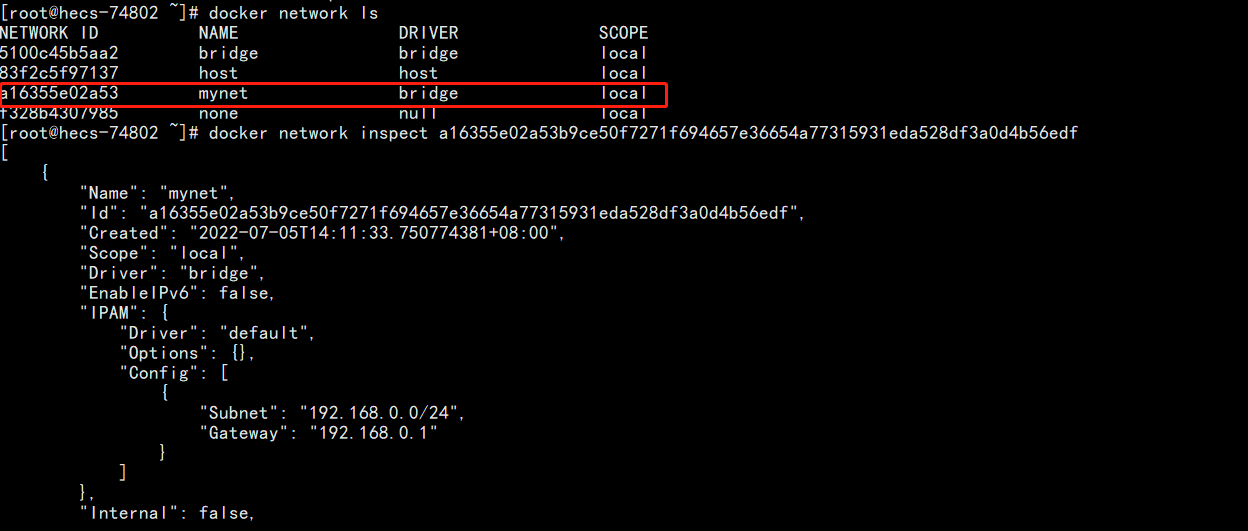 [root@hecs-74802 ~]# docker network ls
NETWORK ID          NAME                DRIVER              SCOPE
5100c45b5aa2        bridge              bridge              local
83f2c5f97137        host                host                local
a16355e02a53        mynet               bridge              local
f328b4307985        none                null                local
[root@hecs-74802 ~]# docker network inspect a16355e02a53b9ce50f7271f694657e36654a77315931eda528df3a0d4b56edf
[
    {
        "Name": "mynet",
        "Id": "a16355e02a53b9ce50f7271f694657e36654a77315931eda528df3a0d4b56edf",
        "Created": "2022-07-05T14:11:33.750774381+08:00",
        "Scope": "local",
        "Driver": "bridge",
        "EnableIPv6": false,
        "IPAM": {
            "Driver": "default",
            "Options": {},
            "Config": [
                {
                    "Subnet": "192.168.0.0/24",
                    "Gateway": "192.168.0.1"
                }
            ]
        },
        "Internal": false,